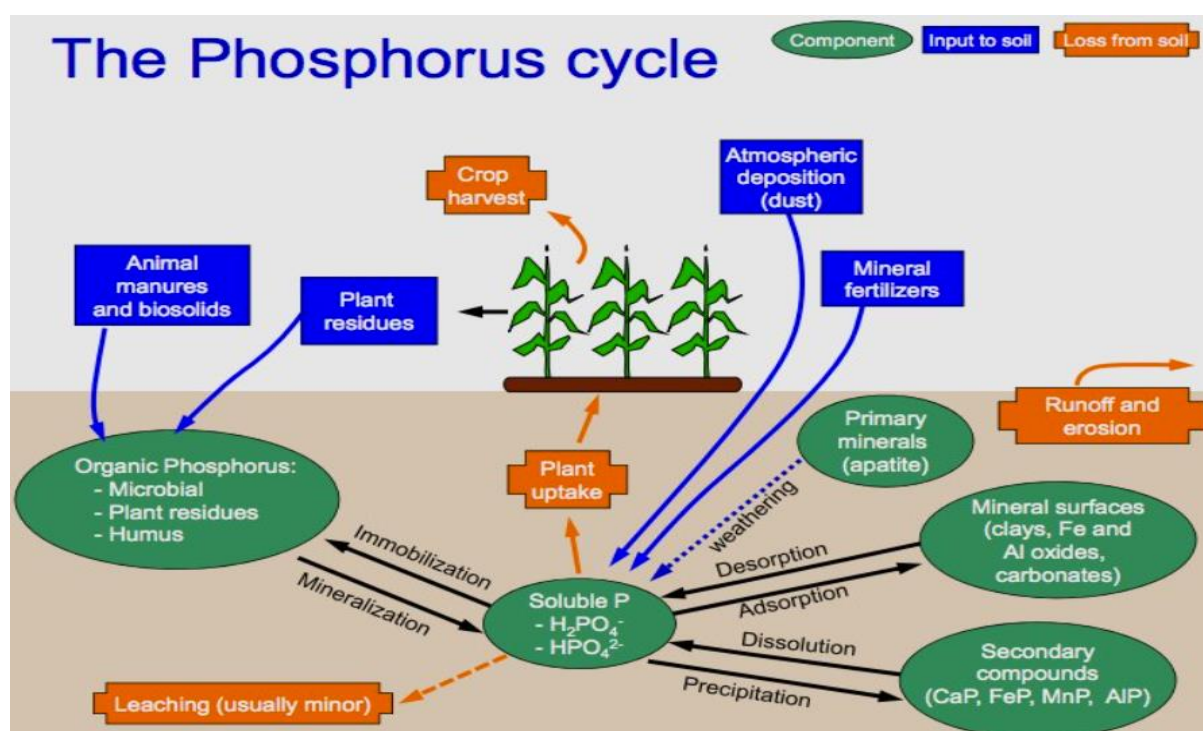 The Phosphorus cycle
Component
Input to soil
Loss from soil
Crop
harvest
Atmospheric
deposition
(dust)
Animal
manures
and biosolids
Plant
residues
Mineral
fertilizers
Primary
minerals
(apatite)
Runoff and
erosion
Organic Phosphorus:
- Microbial
- Plant residues
- Humus
Plant
uptake
weathering
Mineral surfaces
(clays, Fe and
Al oxides,
carbonates)
Immobilization
Mineralization
Desorption
Adsorption
Soluble P
- H₂PO₄⁻
- HPO₄²⁻
Dissolution
Precipitation
Secondary
compounds
(CaP, FeP, MnP, AlP)
Leaching (usually minor)